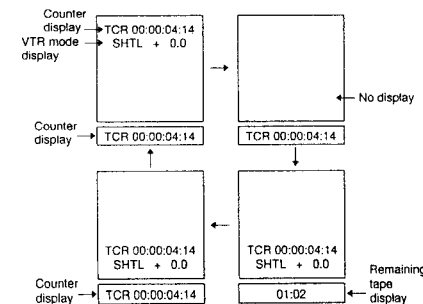 Counter
display
TCR 00:00:04:14
VTR mode
display
SHTL + 0.0
No display
Counter
display
TCR 00:00:04:14
TCR 00:00:04:14
TCR 00:00:04:14
SHTL + 0.0
TCR 00:00:04:14
SHTL + 0.0
Counter
display
TCR 00:00:04:14
01:02
Remaining
tape
display